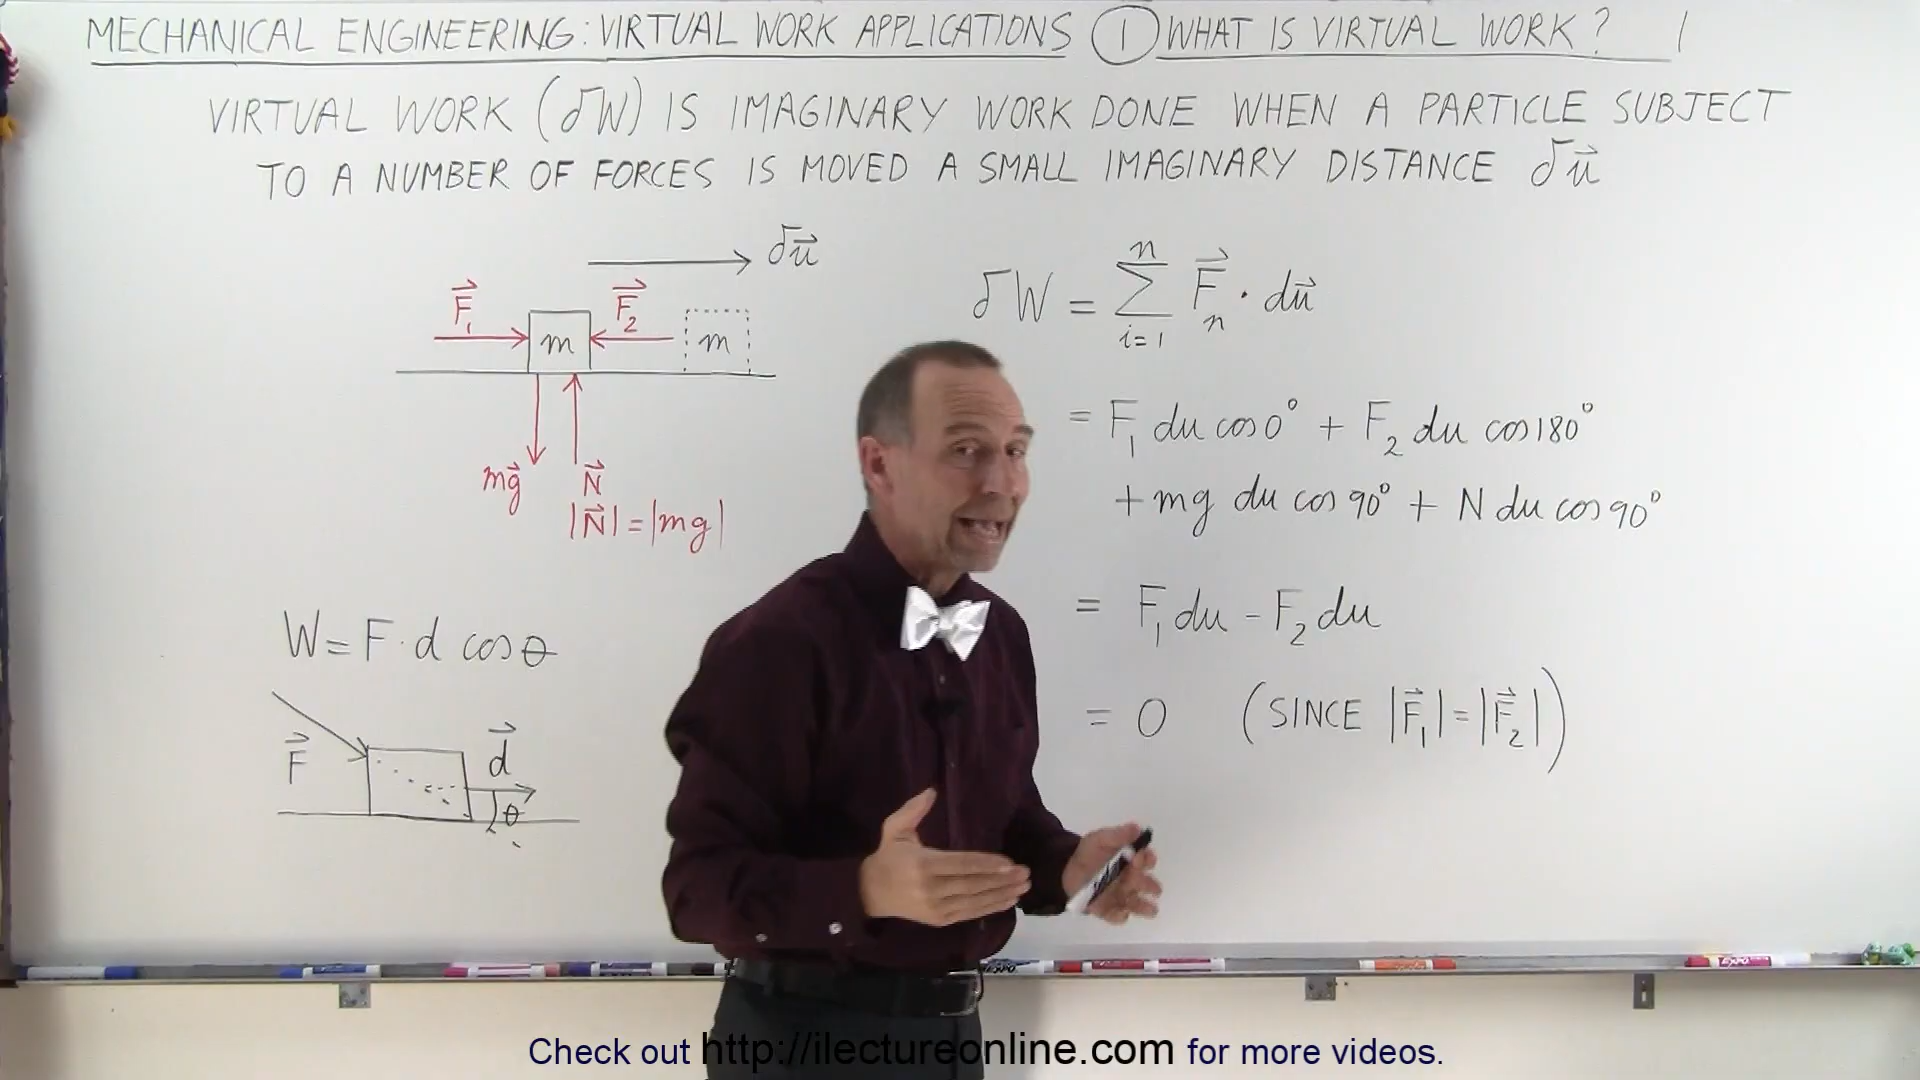 MECHANICAL ENGINEERING: VIRTUAL WORK APPLICATIONS ① WHAT IS VIRTUAL WORK? 1
VIRTUAL WORK (δW) IS IMAGINARY WORK DONE WHEN A PARTICLE SUBJECT
TO A NUMBER OF FORCES IS MOVED A SMALL IMAGINARY DISTANCE δu⃗
δu⃗
F⃗₁
F⃗₂
m
m
mg⃗
N⃗
|N⃗| = |mg|
W = F · d cos θ
F⃗
d⃗
θ
δW = Σ i=1 n F⃗n · du⃗
= F₁ du cos 0° + F₂ du cos 180°
+ mg du cos 90° + N du cos 90°
= F₁ du - F₂ du
= 0 (SINCE |F⃗₁| = |F⃗₂|)
EXPO
Check out http://ilectureonline.com for more videos.